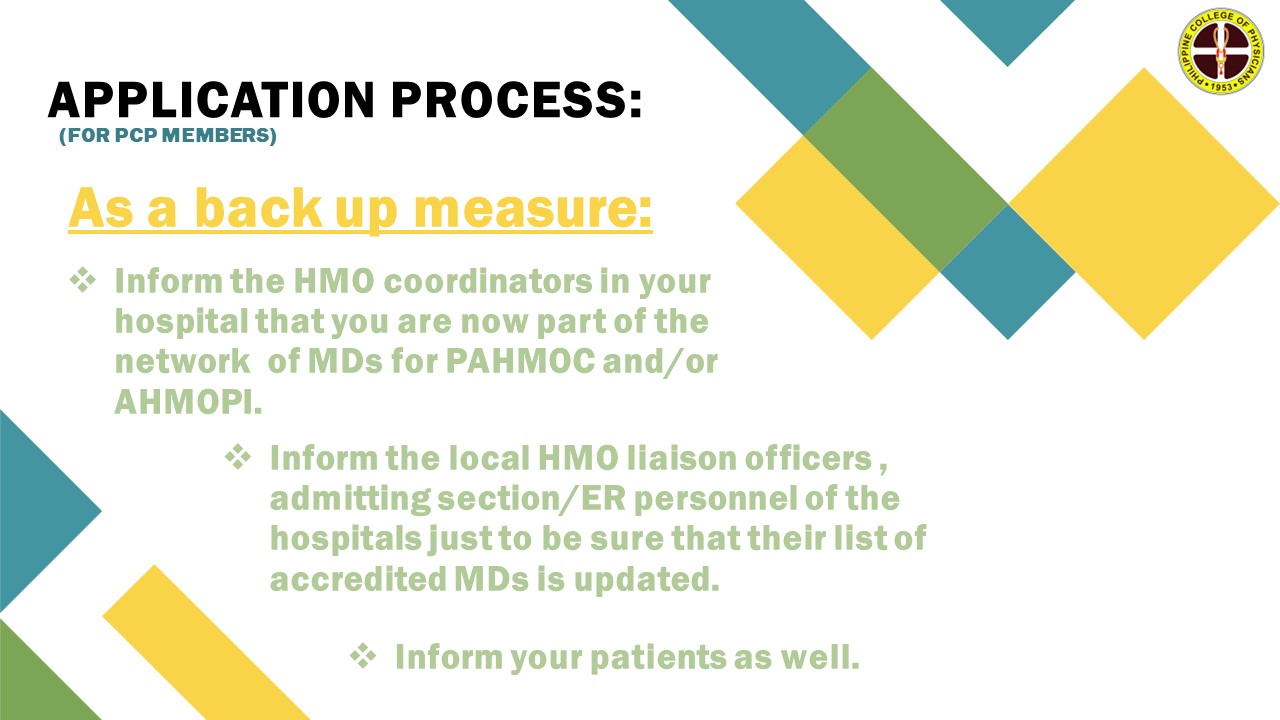 PHILIPPINE COLLEGE OF PHYSICIANS
• 1953 •
APPLICATION PROCESS:
(FOR PCP MEMBERS)
As a back up measure:
❖ Inform the HMO coordinators in your
hospital that you are now part of the
network of MDs for PAHMOC and/or
AHMOPI.
❖ Inform the local HMO liaison officers ,
admitting section/ER personnel of the
hospitals just to be sure that their list of
accredited MDs is updated.
❖ Inform your patients as well.